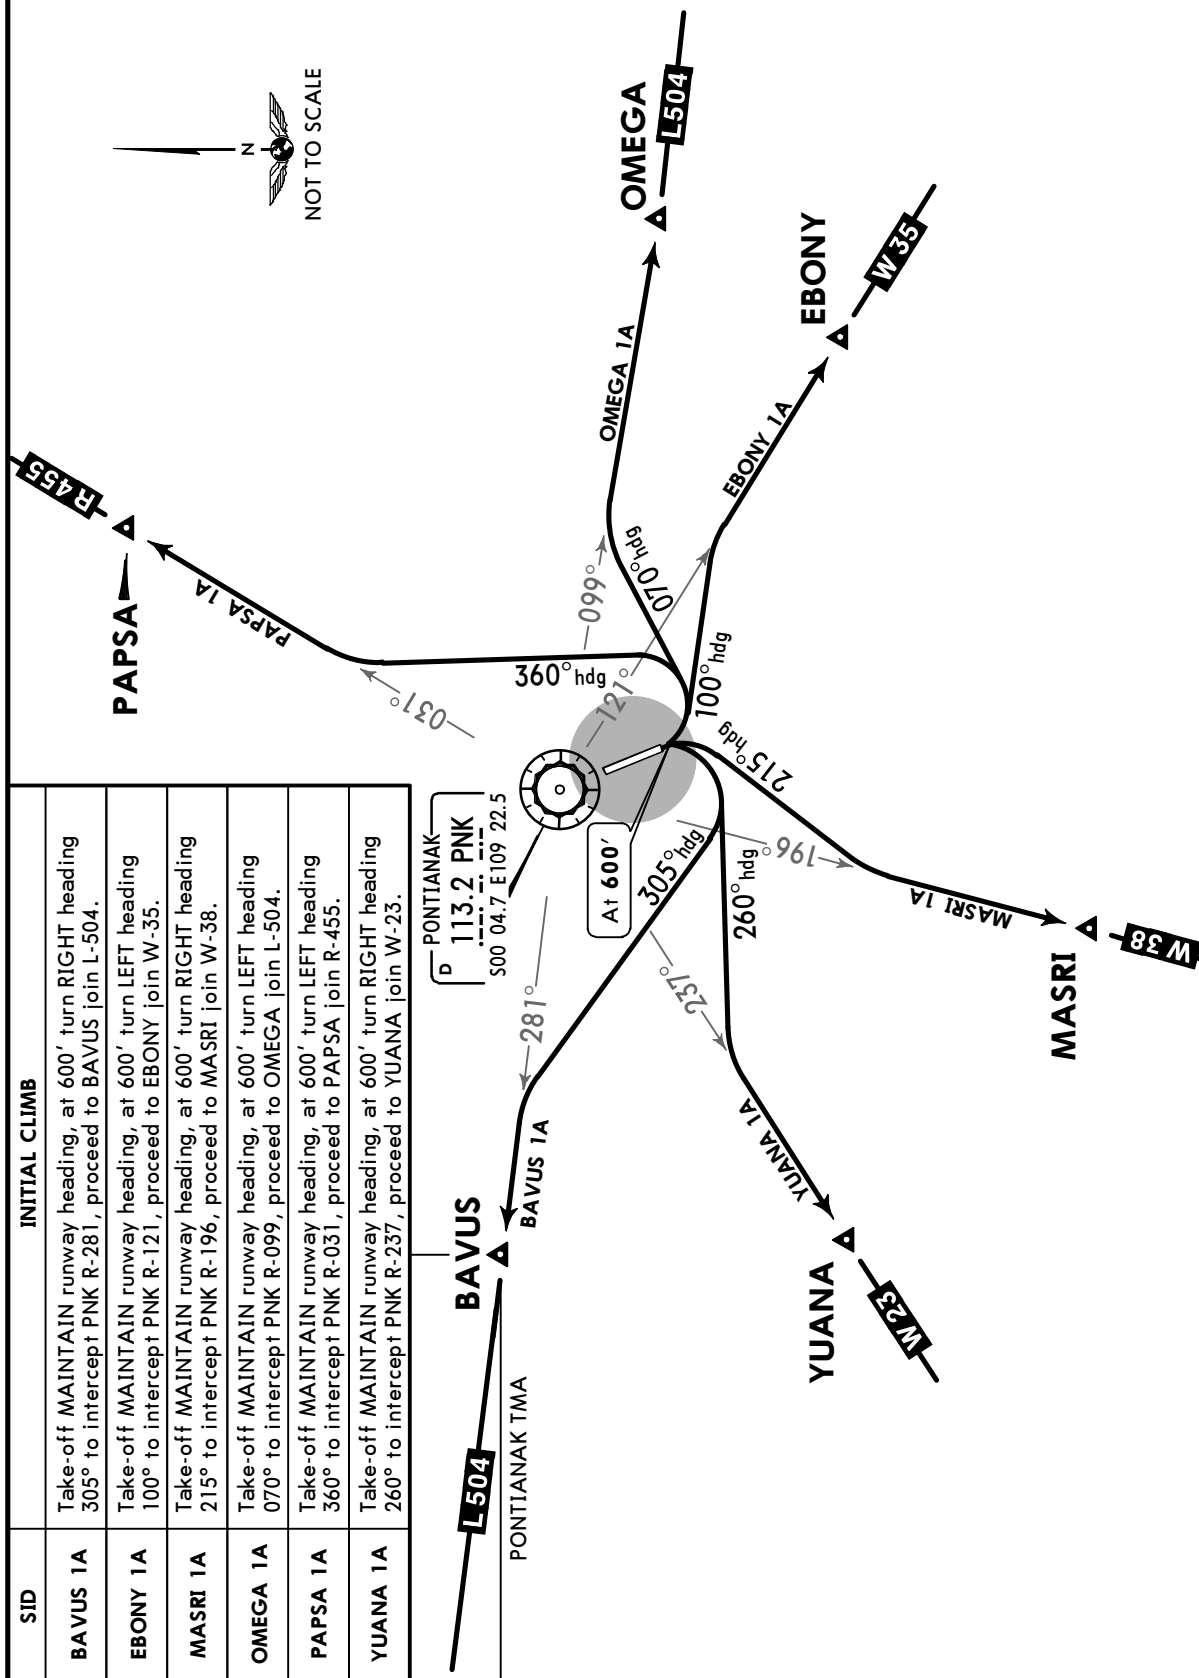 SID INITIAL CLIMB
BAVUS 1A Take-off MAINTAIN runway heading, at 600' turn RIGHT heading
305° to intercept PNK R-281, proceed to BAVUS join L-504.
EBONY 1A Take-off MAINTAIN runway heading, at 600' turn LEFT heading
100° to intercept PNK R-121, proceed to EBONY join W-35.
MASRI 1A Take-off MAINTAIN runway heading, at 600' turn RIGHT heading
215° to intercept PNK R-196, proceed to MASRI join W-38.
OMEGA 1A Take-off MAINTAIN runway heading, at 600' turn LEFT heading
070° to intercept PNK R-099, proceed to OMEGA join L-504.
PAPSA 1A Take-off MAINTAIN runway heading, at 600' turn LEFT heading
360° to intercept PNK R-031, proceed to PAPSA join R-455.
YUANA 1A Take-off MAINTAIN runway heading, at 600' turn RIGHT heading
260° to intercept PNK R-237, proceed to YUANA join W-23.
R455
PAPSA
PAPSA 1A
031°
N
NOT TO SCALE
D PONTIANAK
113.2 PNK
S00 04.7 E109 22.5
L504
PONTIANAK TMA
BAVUS
BAVUS 1A
281°
360° hdg
099°
OMEGA 1A
OMEGA
L504
At 600'
121°
070° hdg
305° hdg
237°
260° hdg
196°
215° hdg
100° hdg
EBONY 1A
EBONY
W 35
YUANA 1A
YUANA
W 23
MASRI 1A
MASRI
W 38